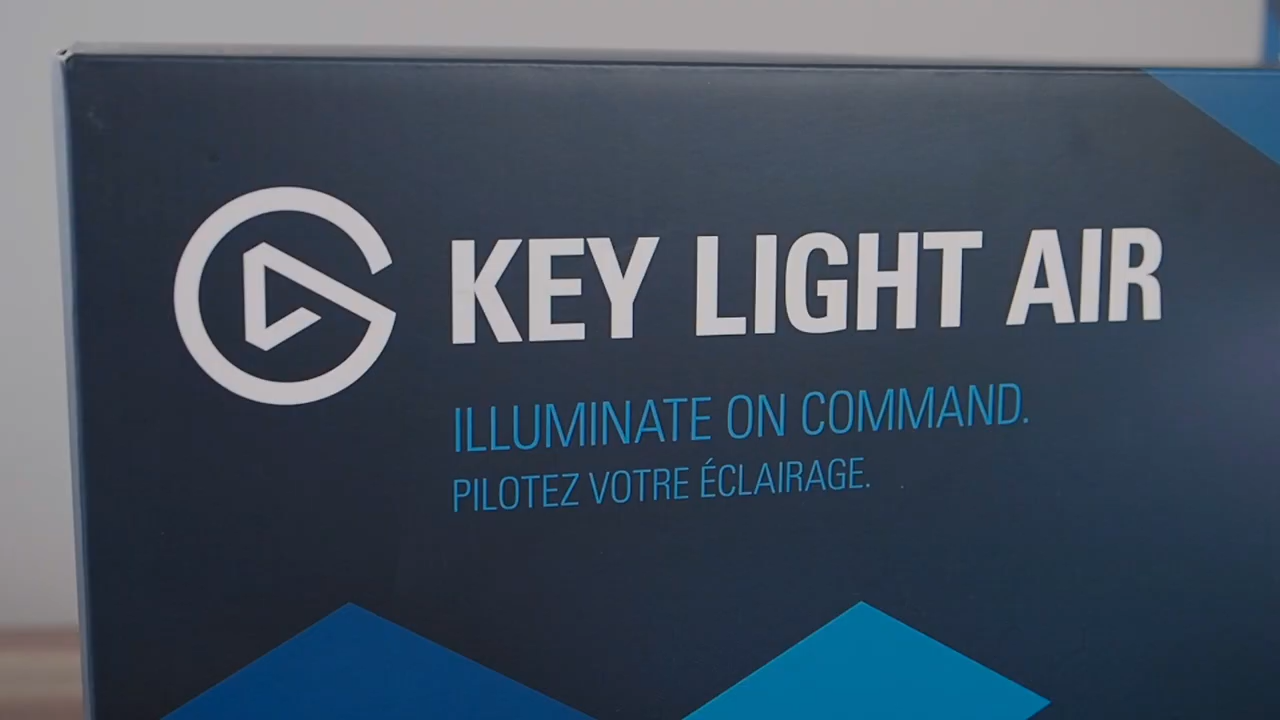 KEY LIGHT AIR
ILLUMINATE ON COMMAND.
PILOTEZ VOTRE ÉCLAIRAGE.